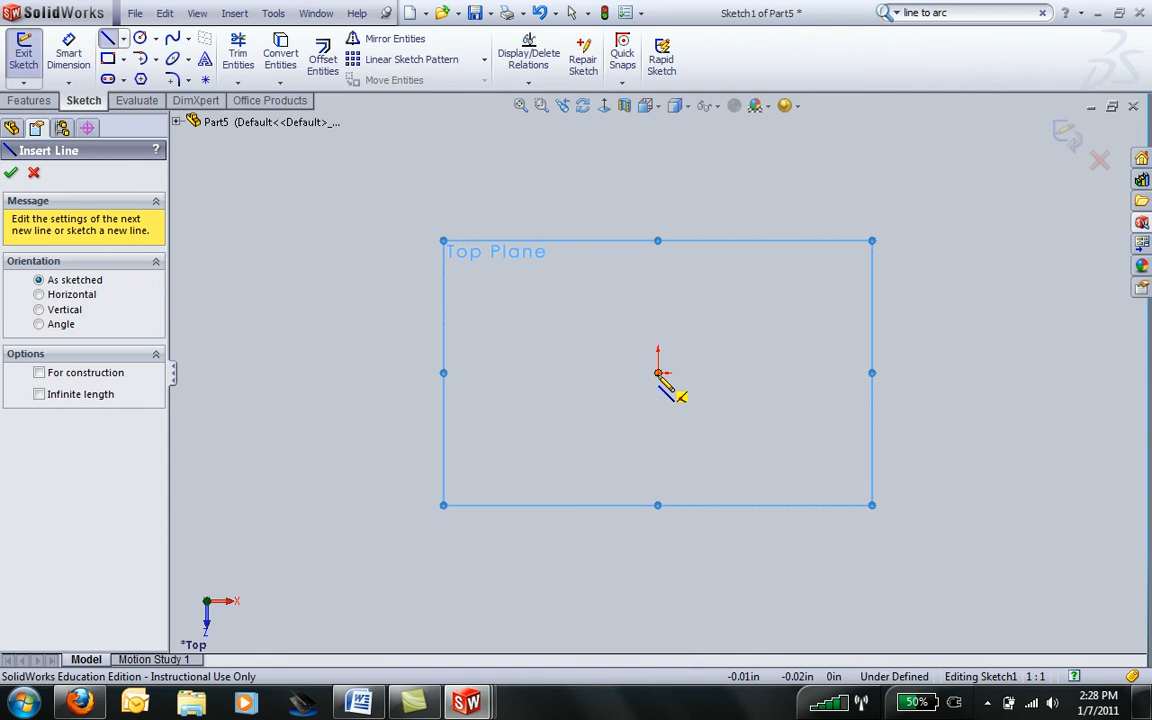 SolidWorks File Edit View Insert Tools Window Help Sketch1 of Part5 * line to arc
Exit Sketch
Smart Dimension
Trim Entities
Convert Entities
Offset Entities
Mirror Entities
Linear Sketch Pattern
Move Entities
Display/Delete Relations
Repair Sketch
Quick Snaps
Rapid Sketch
Features Sketch Evaluate DimXpert Office Products
Part5 (Default<<Default>_...
Insert Line ?
Message
Edit the settings of the next
new line or sketch a new line.
Orientation
As sketched
Horizontal
Vertical
Angle
Options
For construction
Infinite length
Top Plane
X
Z
*Top
Model Motion Study 1
SolidWorks Education Edition - Instructional Use Only -0.01in -0.02in 0in Under Defined Editing Sketch1 1 : 1
50% 2:28 PM
1/7/2011